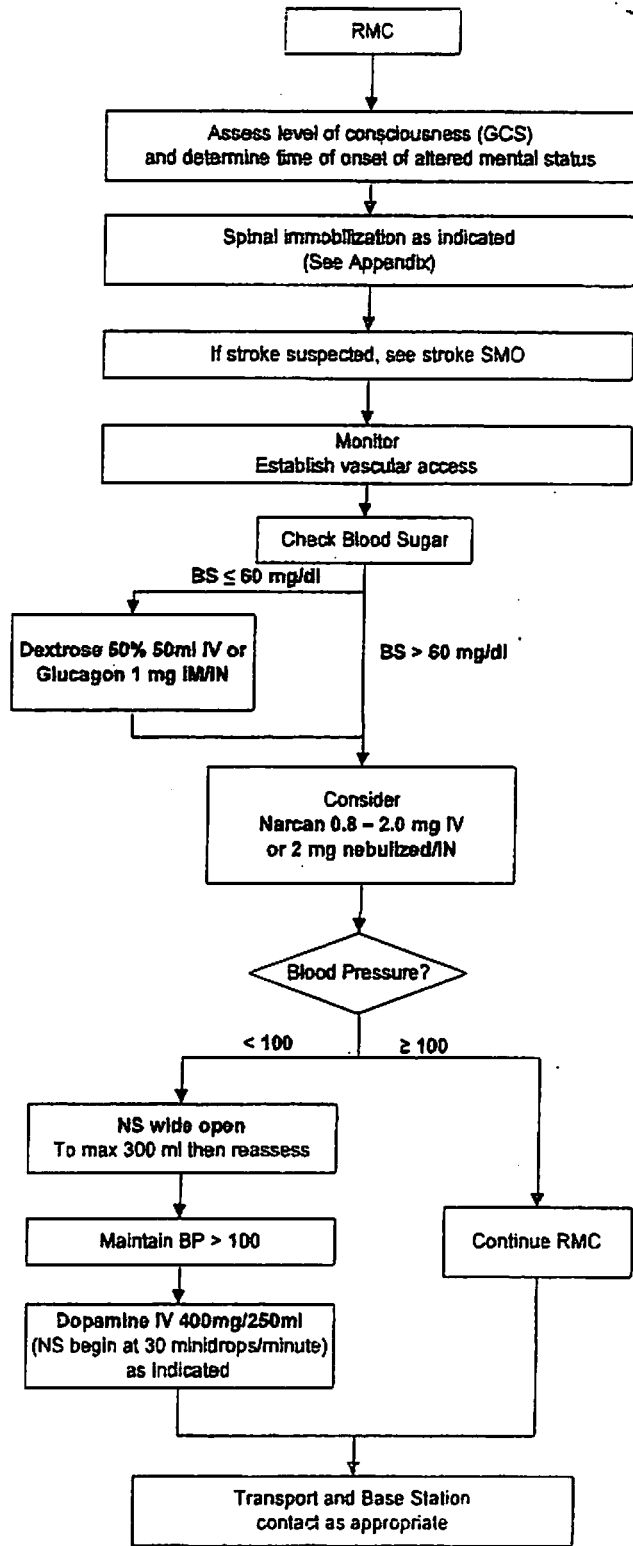 RMC
Assess level of consciousness (GCS)
and determine time of onset of altered mental status
Spinal immobilization as indicated
(See Appendix)
If stroke suspected, see stroke SMO
Monitor
Establish vascular access
Check Blood Sugar
BS ≤ 60 mg/dl
Dextrose 50% 50ml IV or
Glucagon 1 mg IM/IN
BS > 60 mg/dl
Consider
Narcan 0.8 – 2.0 mg IV
or 2 mg nebulized/IN
Blood Pressure?
< 100
≥ 100
NS wide open
To max 300 ml then reassess
Maintain BP > 100
Continue RMC
Dopamine IV 400mg/250ml
(NS begin at 30 minidrops/minute)
as indicated
Transport and Base Station
contact as appropriate